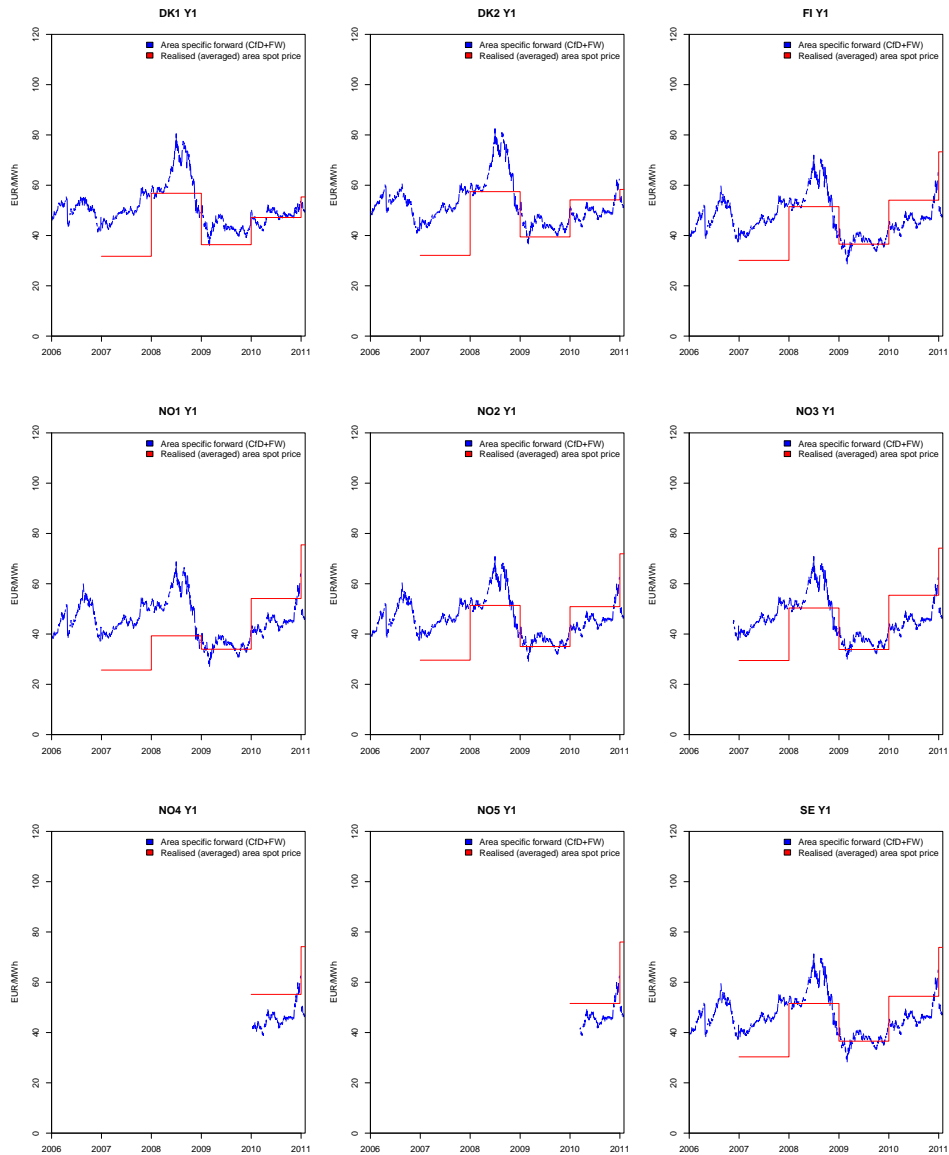 DK1 Y1
EUR/MWh
0 20 40 60 80 100 120
Area specific forward (CfD+FW)
Realised (averaged) area spot price
2006 2007 2008 2009 2010 2011
DK2 Y1
EUR/MWh
0 20 40 60 80 100 120
Area specific forward (CfD+FW)
Realised (averaged) area spot price
2006 2007 2008 2009 2010 2011
FI Y1
EUR/MWh
0 20 40 60 80 100 120
Area specific forward (CfD+FW)
Realised (averaged) area spot price
2006 2007 2008 2009 2010 2011
NO1 Y1
EUR/MWh
0 20 40 60 80 100 120
Area specific forward (CfD+FW)
Realised (averaged) area spot price
2006 2007 2008 2009 2010 2011
NO2 Y1
EUR/MWh
0 20 40 60 80 100 120
Area specific forward (CfD+FW)
Realised (averaged) area spot price
2006 2007 2008 2009 2010 2011
NO3 Y1
EUR/MWh
0 20 40 60 80 100 120
Area specific forward (CfD+FW)
Realised (averaged) area spot price
2006 2007 2008 2009 2010 2011
NO4 Y1
EUR/MWh
0 20 40 60 80 100 120
Area specific forward (CfD+FW)
Realised (averaged) area spot price
2006 2007 2008 2009 2010 2011
NO5 Y1
EUR/MWh
0 20 40 60 80 100 120
Area specific forward (CfD+FW)
Realised (averaged) area spot price
2006 2007 2008 2009 2010 2011
SE Y1
EUR/MWh
0 20 40 60 80 100 120
Area specific forward (CfD+FW)
Realised (averaged) area spot price
2006 2007 2008 2009 2010 2011